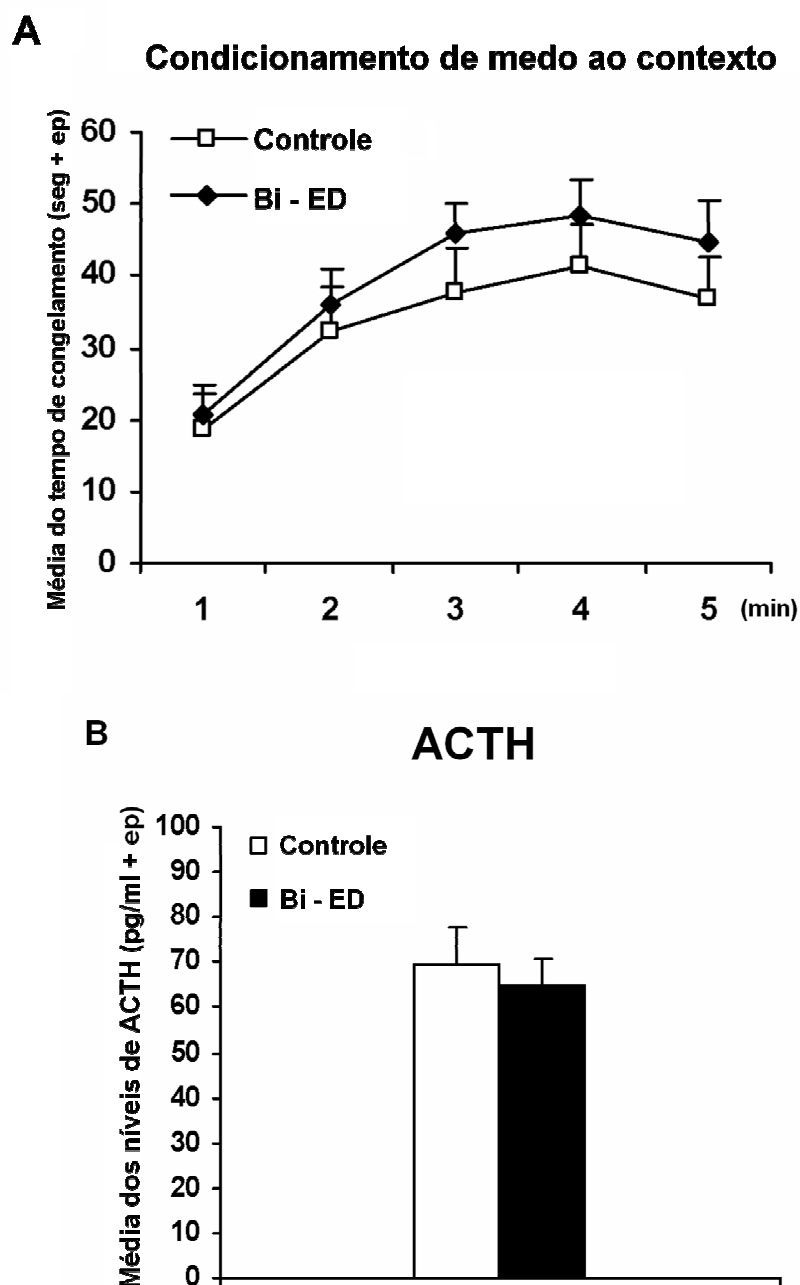 A
Condicionamento de medo ao contexto
Média do tempo de congelamento (seg + ep)
60
50
40
30
20
10
0
Controle
Bi - ED
1 2 3 4 5 (min)
B
ACTH
Média dos níveis de ACTH (pg/ml + ep)
100
90
80
70
60
50
40
30
20
10
0
Controle
Bi - ED